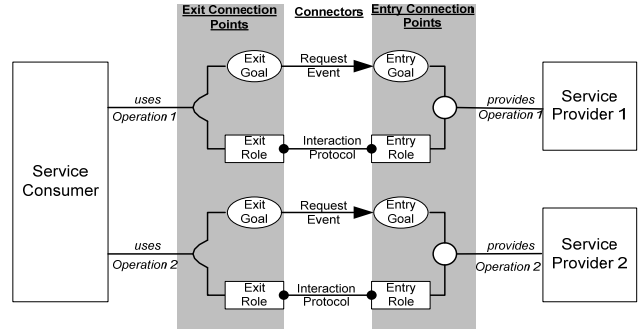 Exit Connection
Points
Connectors
Entry Connection
Points
Exit
Goal
Request
Event
Entry
Goal
uses
Operation 1
provides
Operation 1
Service
Provider 1
Exit
Role
Interaction
Protocol
Entry
Role
Service
Consumer
Exit
Goal
Request
Event
Entry
Goal
uses
Operation 2
provides
Operation 2
Service
Provider 2
Exit
Role
Interaction
Protocol
Entry
Role